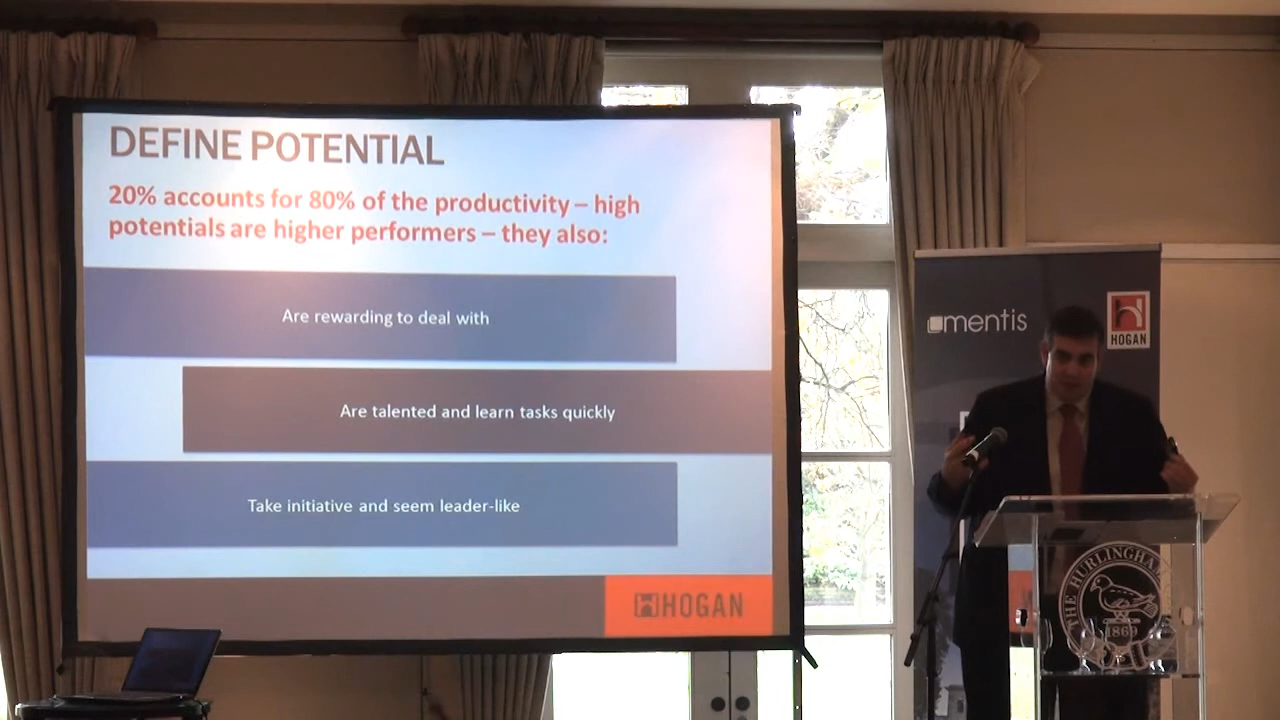 DEFINE POTENTIAL
20% accounts for 80% of the productivity – high
potentials are higher performers – they also:
Are rewarding to deal with
Are talented and learn tasks quickly
Take initiative and seem leader-like
HOGAN
mentis
HOGAN
THE HURLINGHAM
1869